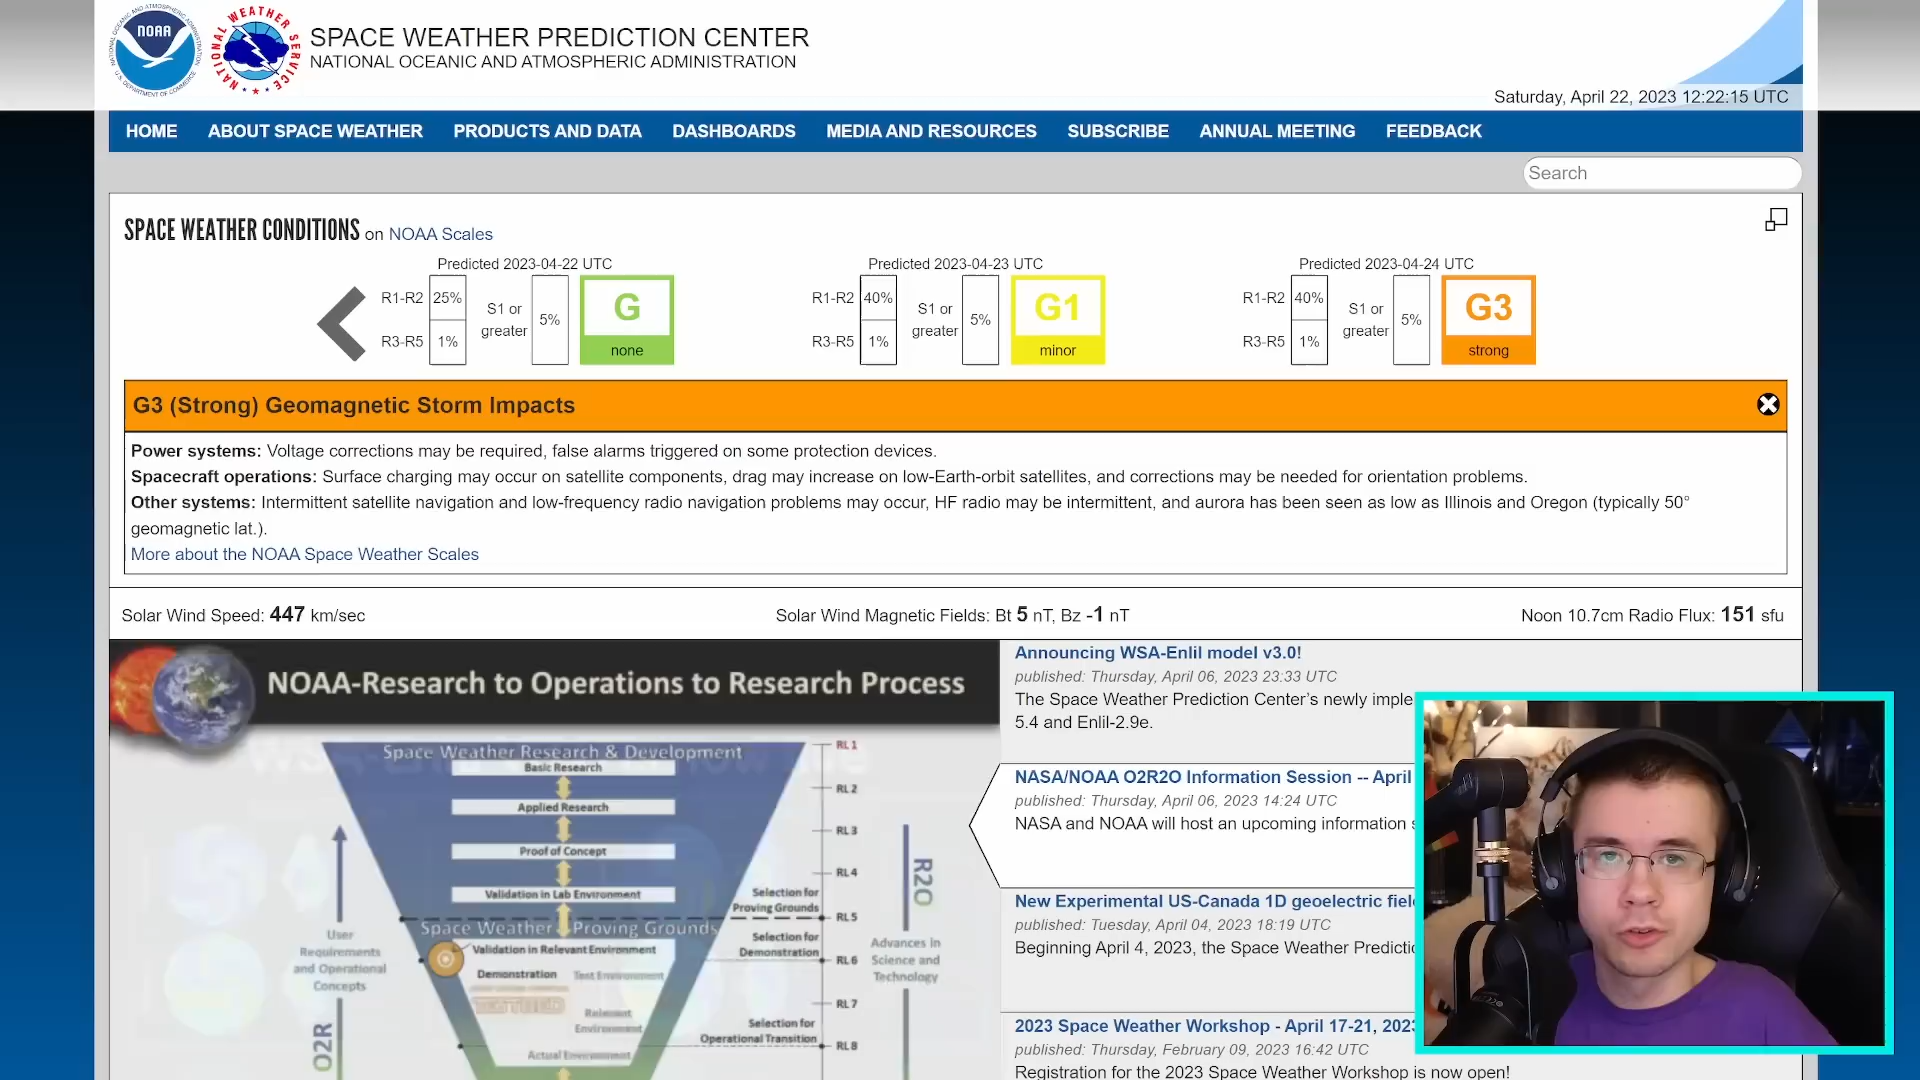 NOAA
NATIONAL WEATHER SERVICE
SPACE WEATHER PREDICTION CENTER
NATIONAL OCEANIC AND ATMOSPHERIC ADMINISTRATION
Saturday, April 22, 2023 12:22:15 UTC
HOME ABOUT SPACE WEATHER PRODUCTS AND DATA DASHBOARDS MEDIA AND RESOURCES SUBSCRIBE ANNUAL MEETING FEEDBACK
Search
SPACE WEATHER CONDITIONS on NOAA Scales
Predicted 2023-04-22 UTC
R1-R2 25%
R3-R5 1%
S1 or
greater
5%
G
none
Predicted 2023-04-23 UTC
R1-R2 40%
R3-R5 1%
S1 or
greater
5%
G1
minor
Predicted 2023-04-24 UTC
R1-R2 40%
R3-R5 1%
S1 or
greater
5%
G3
strong
G3 (Strong) Geomagnetic Storm Impacts
Power systems: Voltage corrections may be required, false alarms triggered on some protection devices.
Spacecraft operations: Surface charging may occur on satellite components, drag may increase on low-Earth-orbit satellites, and corrections may be needed for orientation problems.
Other systems: Intermittent satellite navigation and low-frequency radio navigation problems may occur, HF radio may be intermittent, and aurora has been seen as low as Illinois and Oregon (typically 50°
geomagnetic lat.).
More about the NOAA Space Weather Scales
Solar Wind Speed: 447 km/sec
Solar Wind Magnetic Fields: Bt 5 nT, Bz -1 nT
Noon 10.7cm Radio Flux: 151 sfu
NOAA-Research to Operations to Research Process
Space Weather Research & Development
Basic Research
Applied Research
Proof of Concept
Validation in Lab Environment
Space Weather Proving Grounds
Validation in Relevant Environment
Demonstration Test Environment
TESTBED
Relevant
Environment
Actual Environment
User
Requirements
and Operational
Concepts
O2R
RL 1
RL 2
RL 3
RL 4
Selection for
Proving Grounds
RL 5
Selection for
Demonstration
RL 6
RL 7
Selection for
Operational Transition
RL 8
R2O
Advances in
Science and
Technology
Announcing WSA-Enlil model v3.0!
published: Thursday, April 06, 2023 23:33 UTC
The Space Weather Prediction Center's newly imple
5.4 and Enlil-2.9e.
NASA/NOAA O2R2O Information Session -- April
published: Thursday, April 06, 2023 14:24 UTC
NASA and NOAA will host an upcoming information s
New Experimental US-Canada 1D geoelectric fiel
published: Tuesday, April 04, 2023 18:19 UTC
Beginning April 4, 2023, the Space Weather Predictic
2023 Space Weather Workshop - April 17-21, 2023
published: Thursday, February 09, 2023 16:42 UTC
Registration for the 2023 Space Weather Workshop is now open!